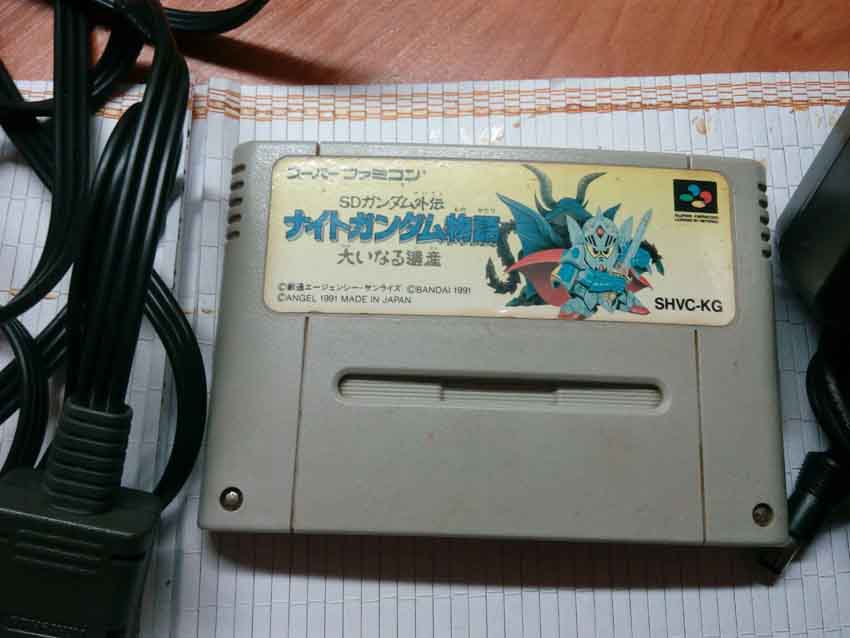 スーパーファミコン
SDガンダム外伝
ナイトガンダム物語
大いなる遺産
©創通エージェンシー・サンライズ ©BANDAI 1991
©ANGEL 1991 MADE IN JAPAN
SUPER FAMICOM
SHVC-KG